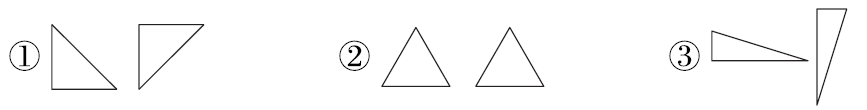 ① ② ③